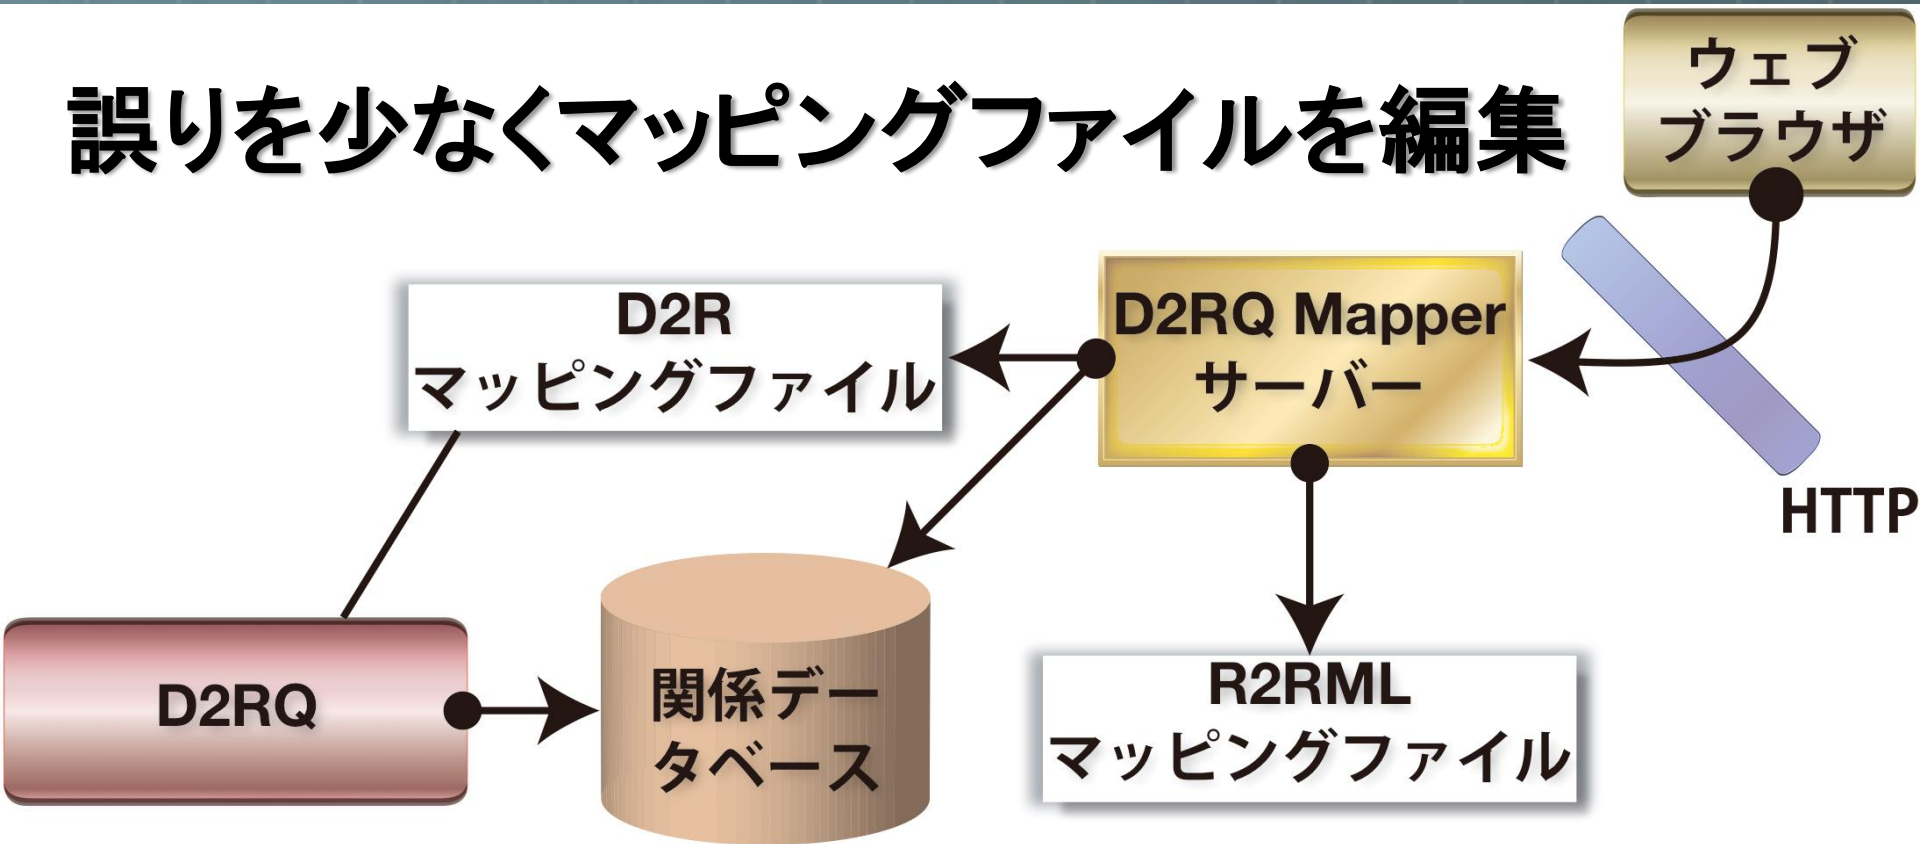 誤りを少なくマッピングファイルを編集
ウェブ
ブラウザ
D2R
マッピングファイル
D2RQ Mapper
サーバー
HTTP
D2RQ
関係デー
タベース
R2RML
マッピングファイル